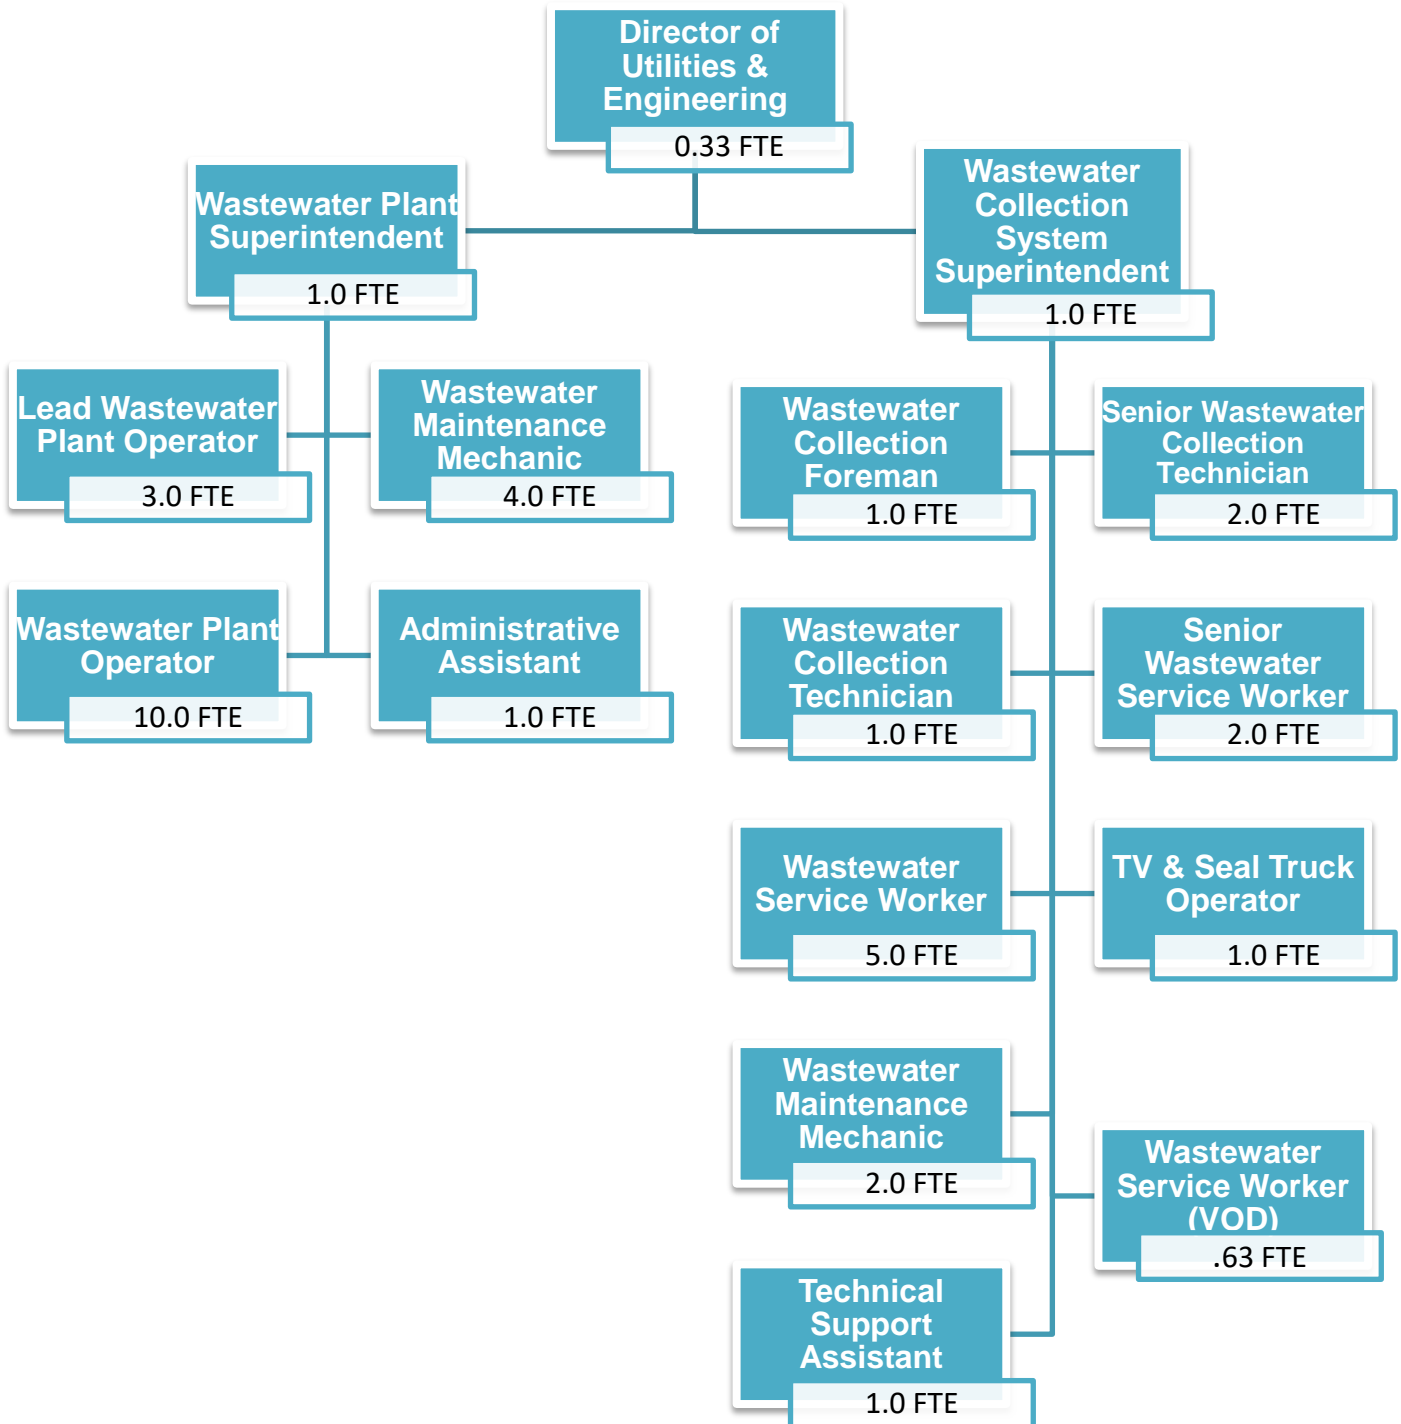 Director of
Utilities &
Engineering
0.33 FTE
Wastewater Plant
Superintendent
1.0 FTE
Wastewater
Collection
System
Superintendent
1.0 FTE
Lead Wastewater
Plant Operator
3.0 FTE
Wastewater
Maintenance
Mechanic
4.0 FTE
Wastewater
Collection
Foreman
1.0 FTE
Senior Wastewater
Collection
Technician
2.0 FTE
Wastewater Plant
Operator
10.0 FTE
Administrative
Assistant
1.0 FTE
Wastewater
Collection
Technician
1.0 FTE
Senior
Wastewater
Service Worker
2.0 FTE
Wastewater
Service Worker
5.0 FTE
TV & Seal Truck
Operator
1.0 FTE
Wastewater
Maintenance
Mechanic
2.0 FTE
Wastewater
Service Worker
(VOD)
.63 FTE
Technical
Support
Assistant
1.0 FTE